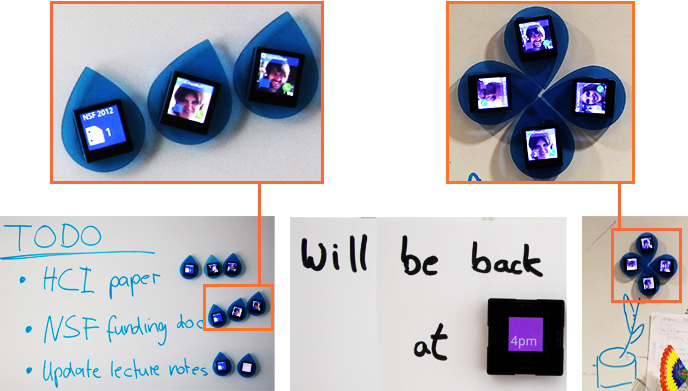 NSF 2012
1
TODO
• HCI paper
• NSF funding doc
• Update lecture notes
Will be back
at 4pm